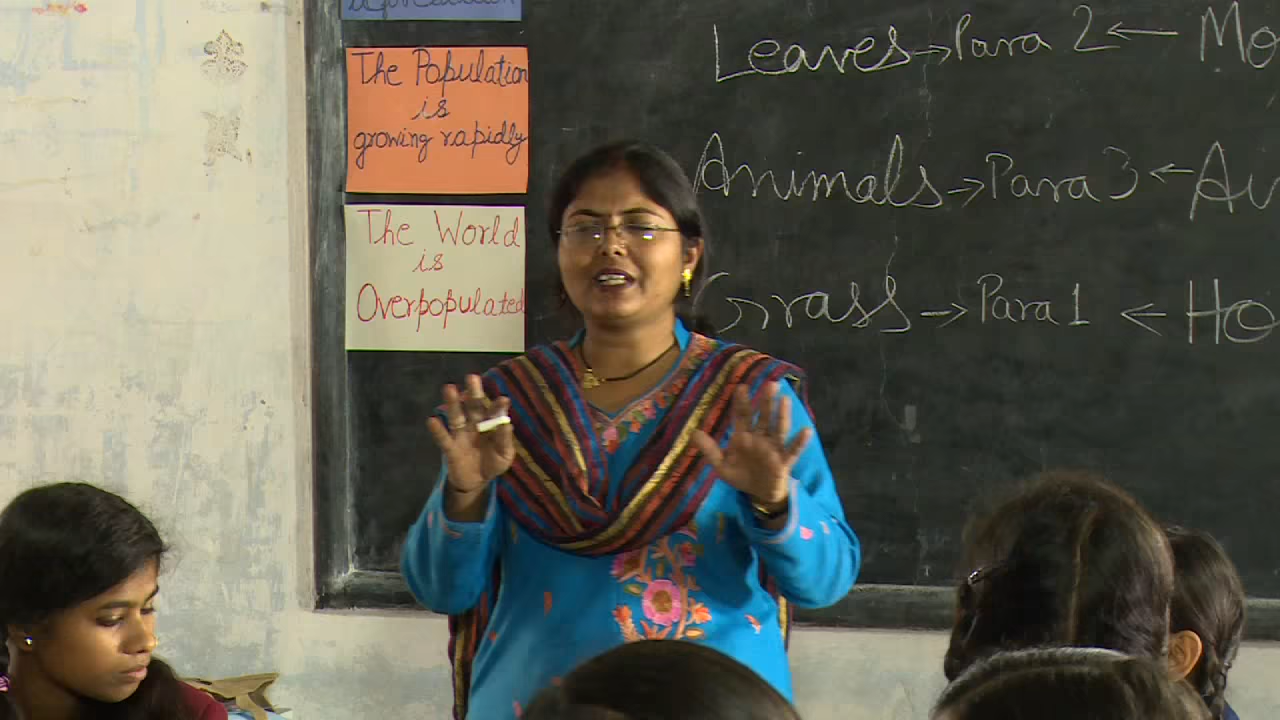 The Population
is
growing rapidly
The World
is
Overpopulated
Leaves → Para 2 ←
Animals → Para 3 ←
Grass → Para 1 ←